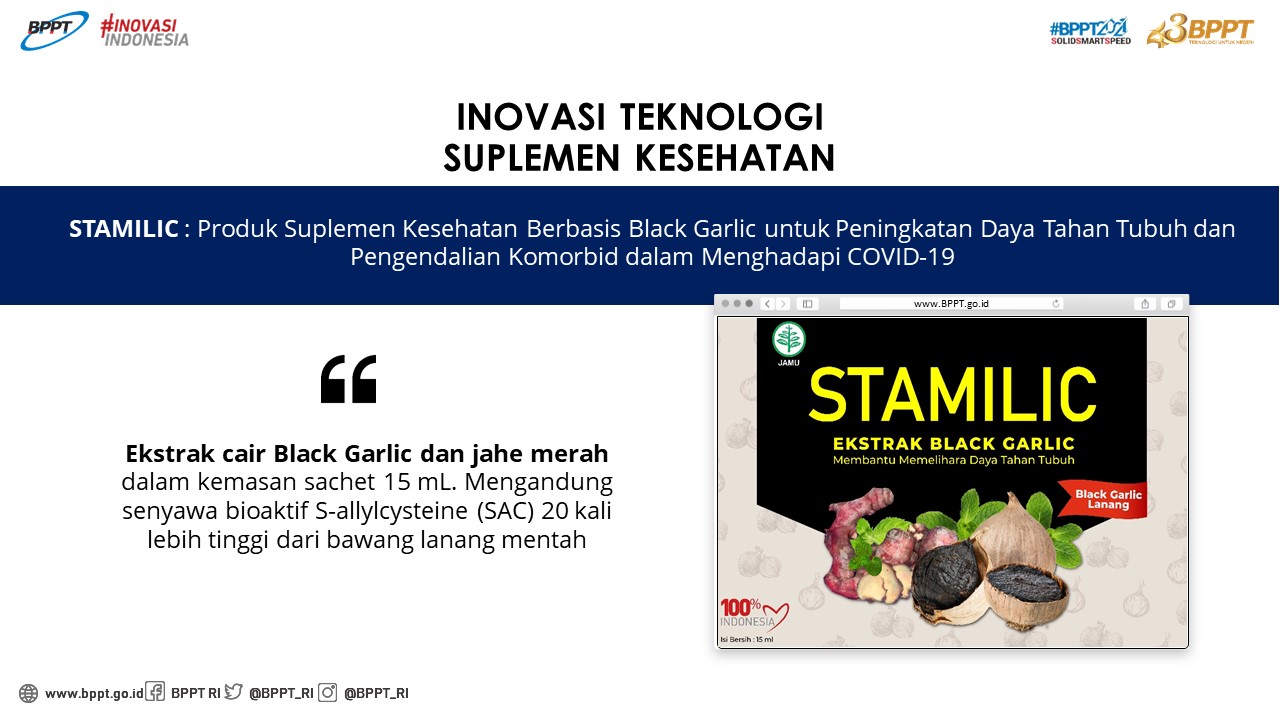 BPPT
#INOVASI
INDONESIA
#BPPT2021
SOLIDSMARTSPEED
43BPPT
TEKNOLOGI UNTUK NEGERI
INOVASI TEKNOLOGI
SUPLEMEN KESEHATAN
STAMILIC : Produk Suplemen Kesehatan Berbasis Black Garlic untuk Peningkatan Daya Tahan Tubuh dan
Pengendalian Komorbid dalam Menghadapi COVID-19
www.BPPT.go.id
JAMU
STAMILIC
EKSTRAK BLACK GARLIC
Membantu Memelihara Daya Tahan Tubuh
Black Garlic
Lanang
100%
INDONESIA
Isi Bersih : 15 ml
“
Ekstrak cair Black Garlic dan jahe merah
dalam kemasan sachet 15 mL. Mengandung
senyawa bioaktif S-allylcysteine (SAC) 20 kali
lebih tinggi dari bawang lanang mentah
www.bppt.go.id BPPT RI @BPPT_RI @BPPT_RI